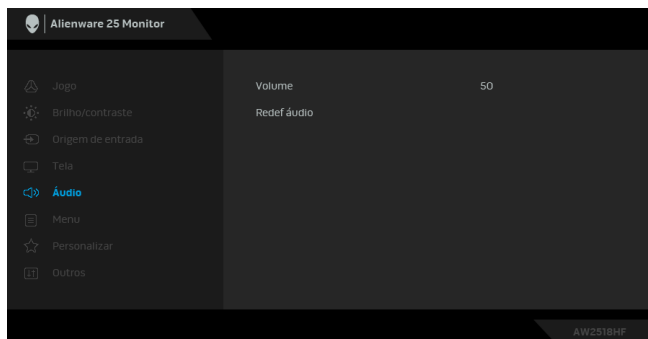 Alienware 25 Monitor
Jogo
Brilho/contraste
Origem de entrada
Tela
Áudio
Menu
Personalizar
Outros
Volume 50
Redef áudio
AW2518HF